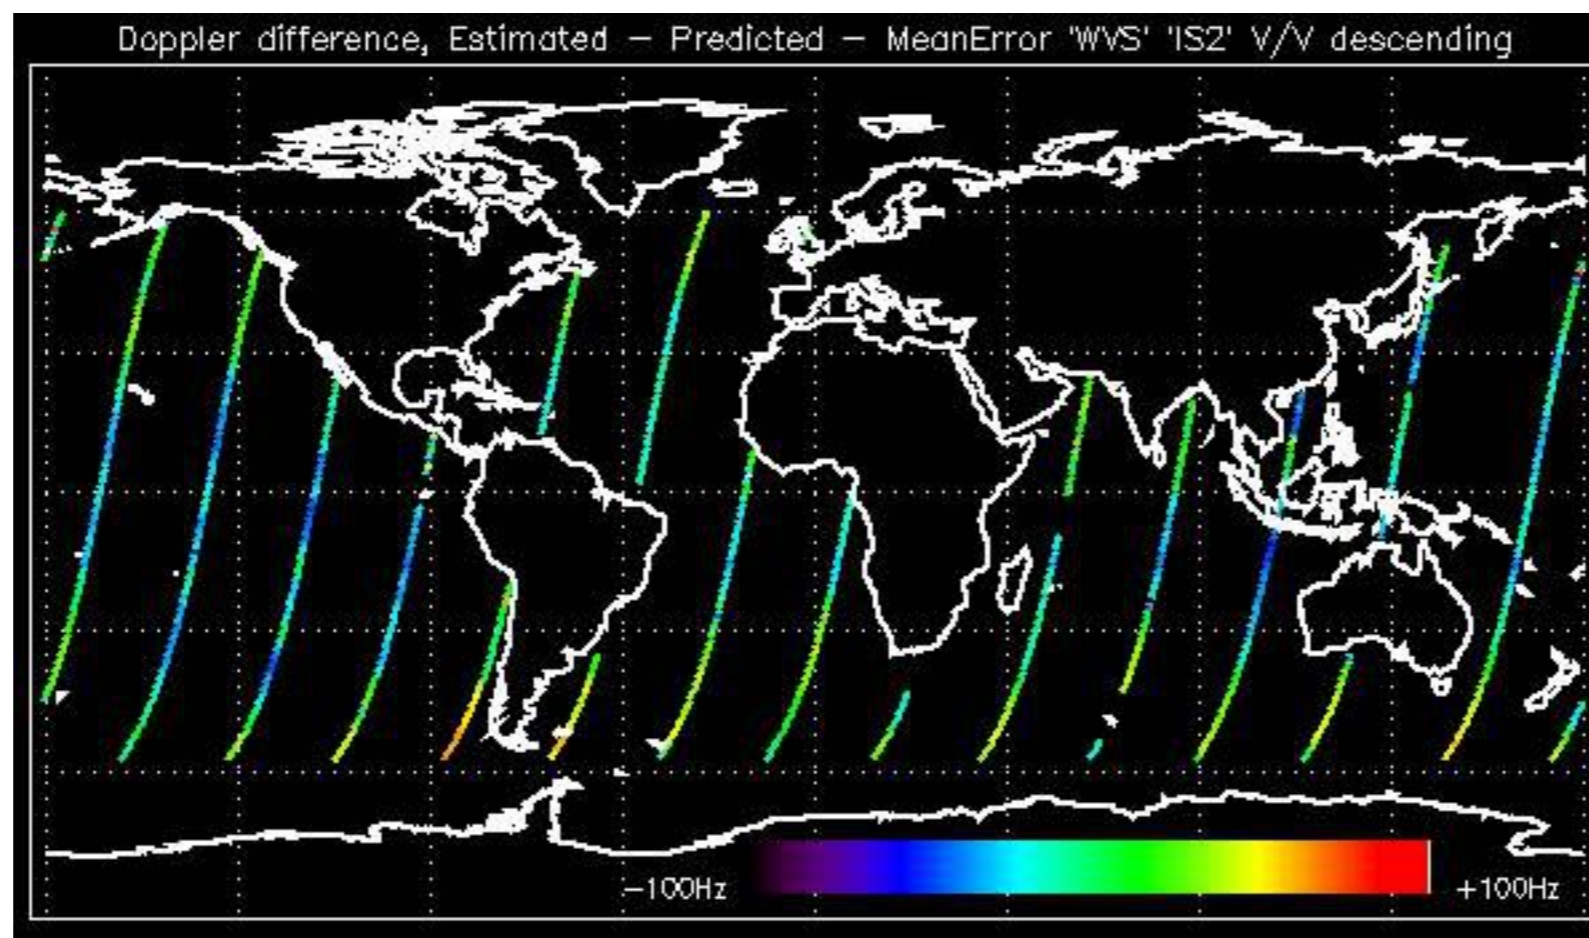 Doppler difference, Estimated - Predicted - MeanError 'WVS' 'IS2' V/V descending
-100Hz +100Hz